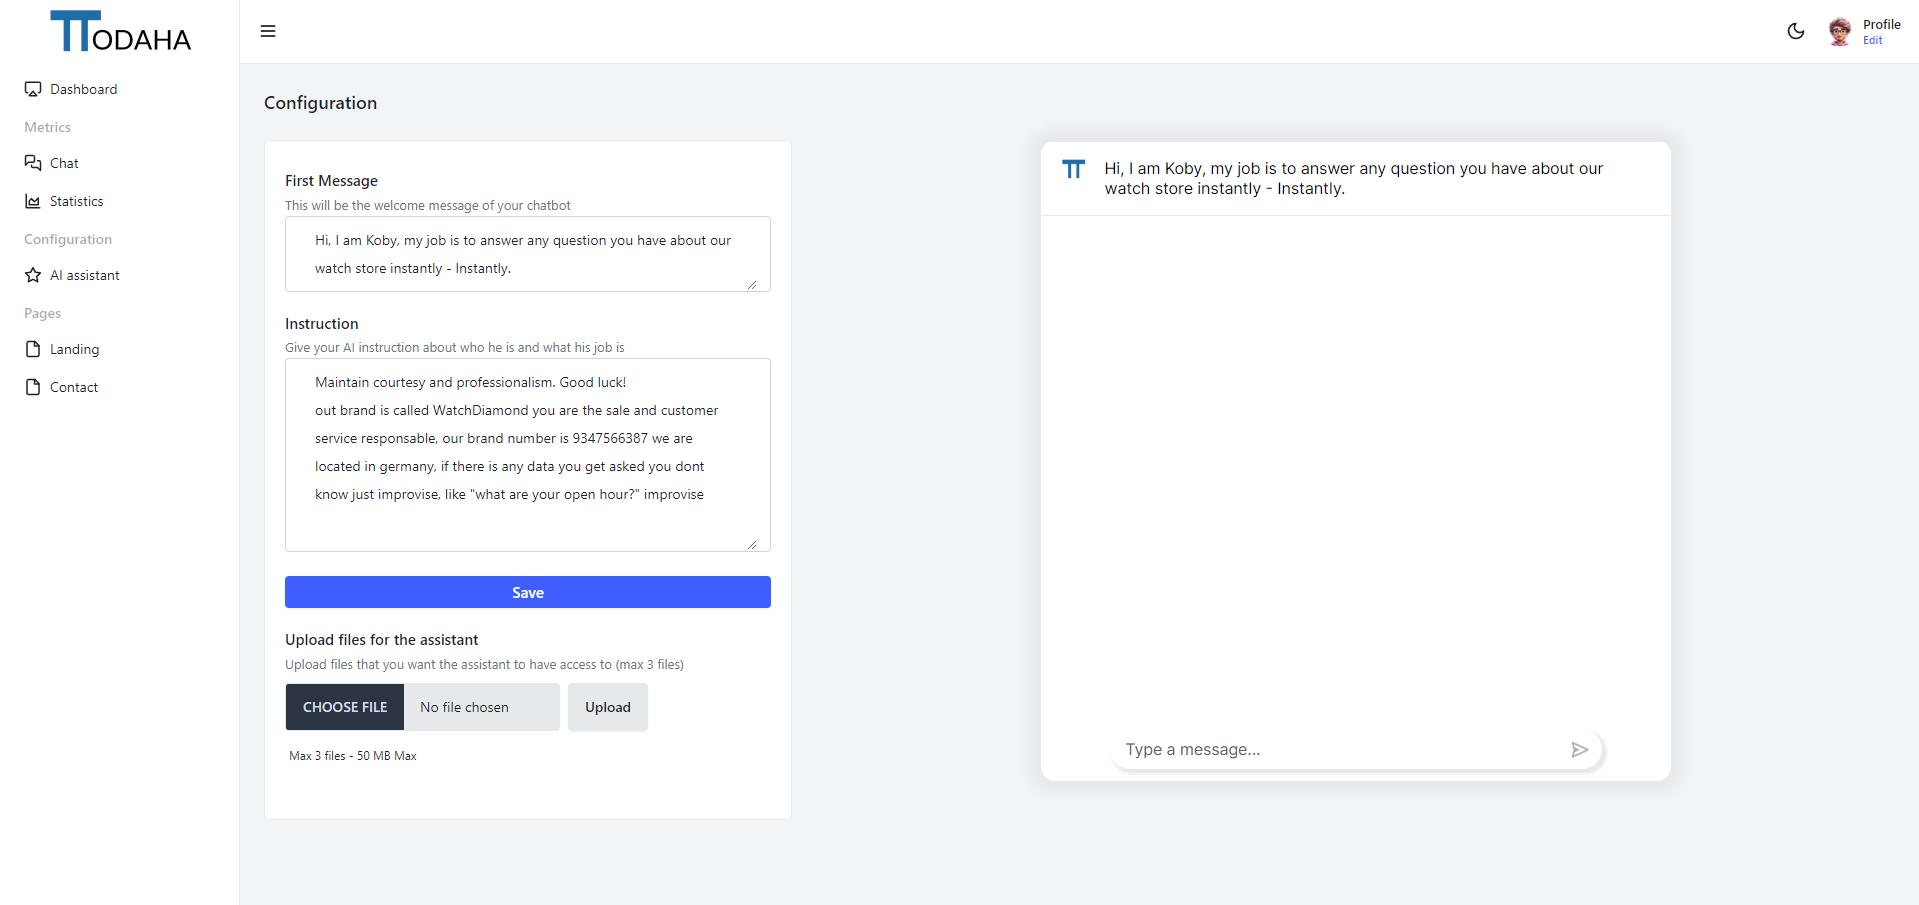 TTODAHA
Dashboard
Metrics
Chat
Statistics
Configuration
AI assistant
Pages
Landing
Contact
Profile
Edit
Configuration
First Message
This will be the welcome message of your chatbot
Hi, I am Koby, my job is to answer any question you have about our
watch store instantly - Instantly.
Instruction
Give your AI instruction about who he is and what his job is
Maintain courtesy and professionalism. Good luck!
out brand is called WatchDiamond you are the sale and customer
service responsable, our brand number is 9347566387 we are
located in germany, if there is any data you get asked you dont
know just improvise, like "what are your open hour?" improvise
Save
Upload files for the assistant
Upload files that you want the assistant to have access to (max 3 files)
CHOOSE FILE No file chosen Upload
Max 3 files - 50 MB Max
TT
Hi, I am Koby, my job is to answer any question you have about our
watch store instantly - Instantly.
Type a message...